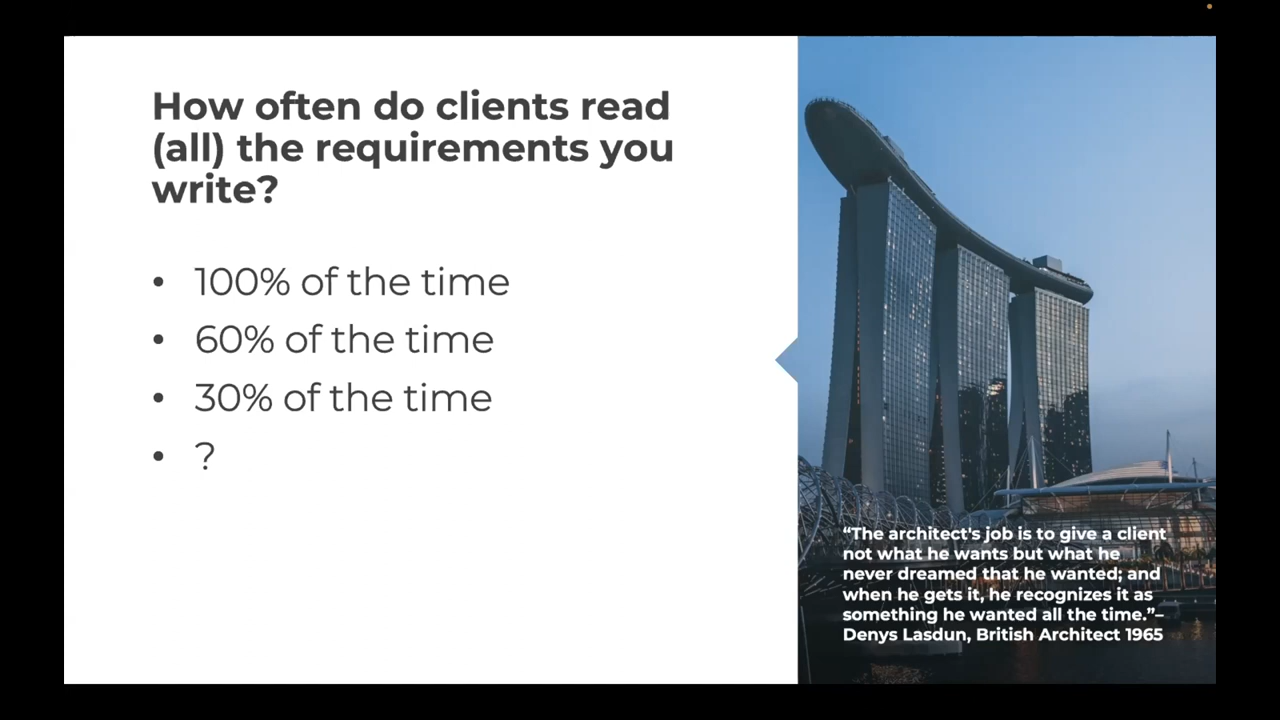 How often do clients read
(all) the requirements you
write?
• 100% of the time
• 60% of the time
• 30% of the time
• ?
“The architect's job is to give a client
not what he wants but what he
never dreamed that he wanted; and
when he gets it, he recognizes it as
something he wanted all the time.”–
Denys Lasdun, British Architect 1965